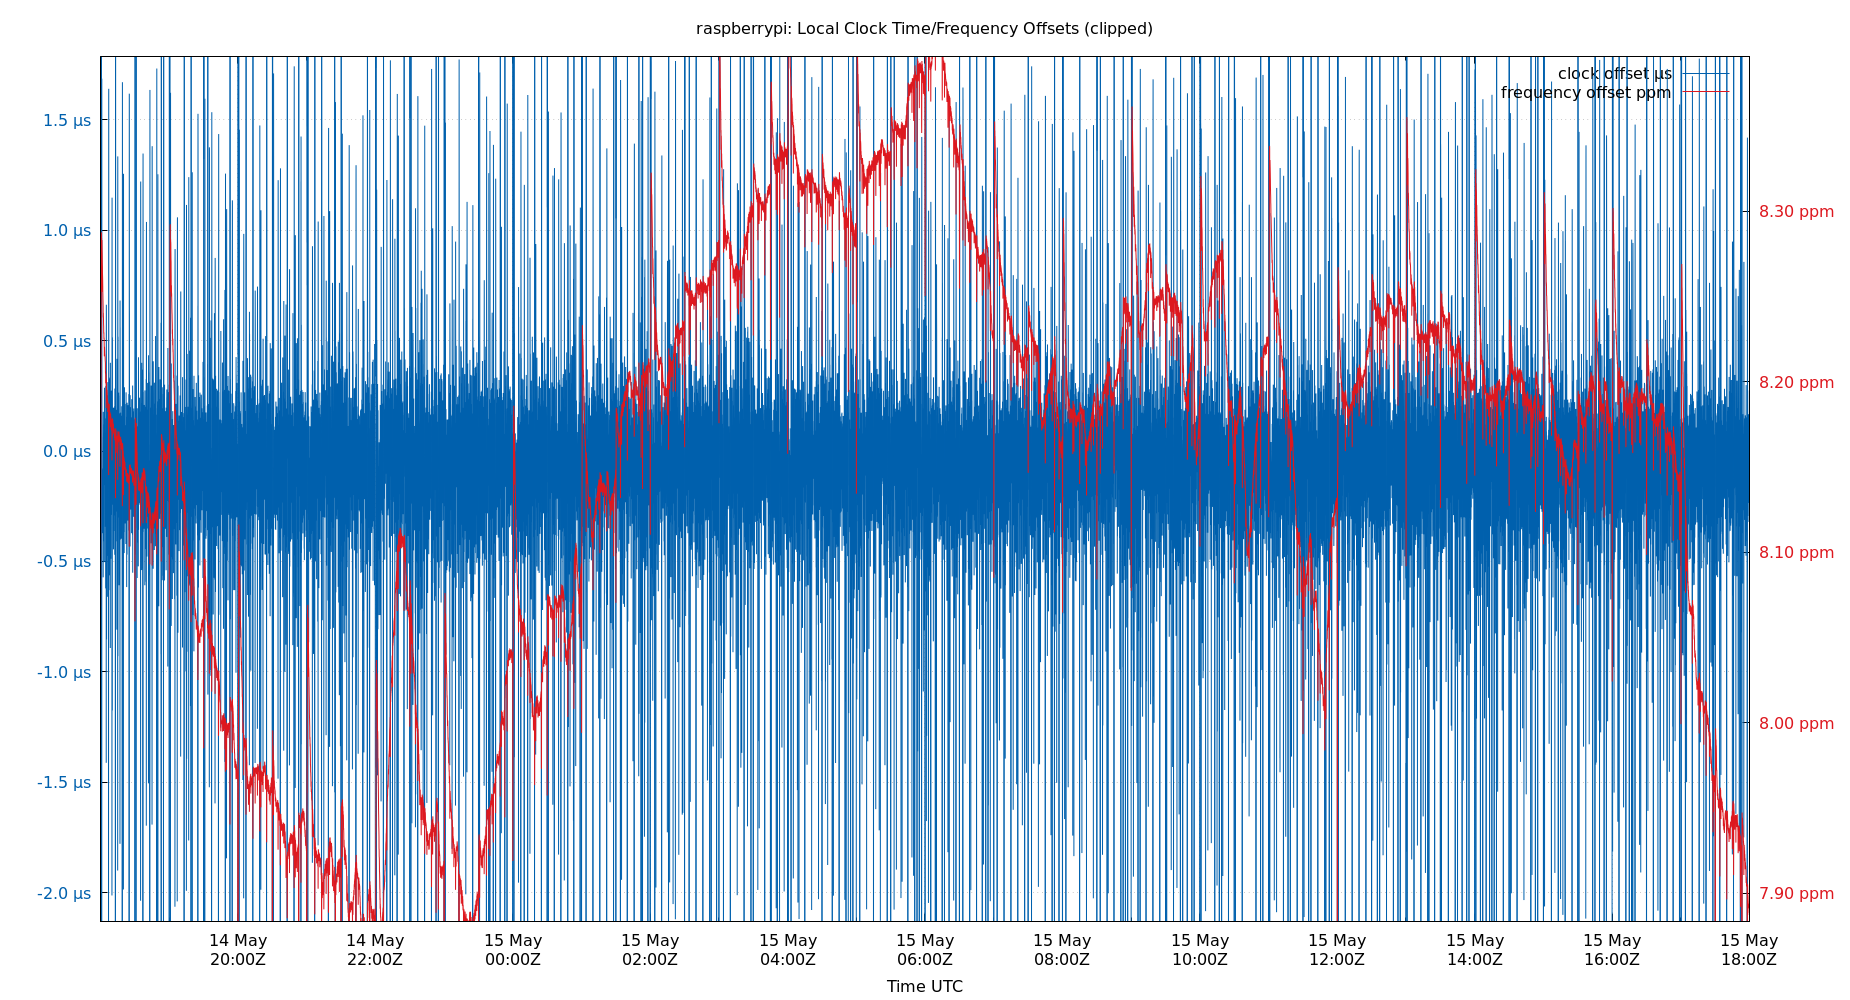 raspberrypi: Local Clock Time/Frequency Offsets (clipped)
clock offset µs
frequency offset ppm
1.5 µs
1.0 µs
0.5 µs
0.0 µs
-0.5 µs
-1.0 µs
-1.5 µs
-2.0 µs
8.30 ppm
8.20 ppm
8.10 ppm
8.00 ppm
7.90 ppm
14 May
20:00Z
14 May
22:00Z
15 May
00:00Z
15 May
02:00Z
15 May
04:00Z
15 May
06:00Z
15 May
08:00Z
15 May
10:00Z
15 May
12:00Z
15 May
14:00Z
15 May
16:00Z
15 May
18:00Z
Time UTC